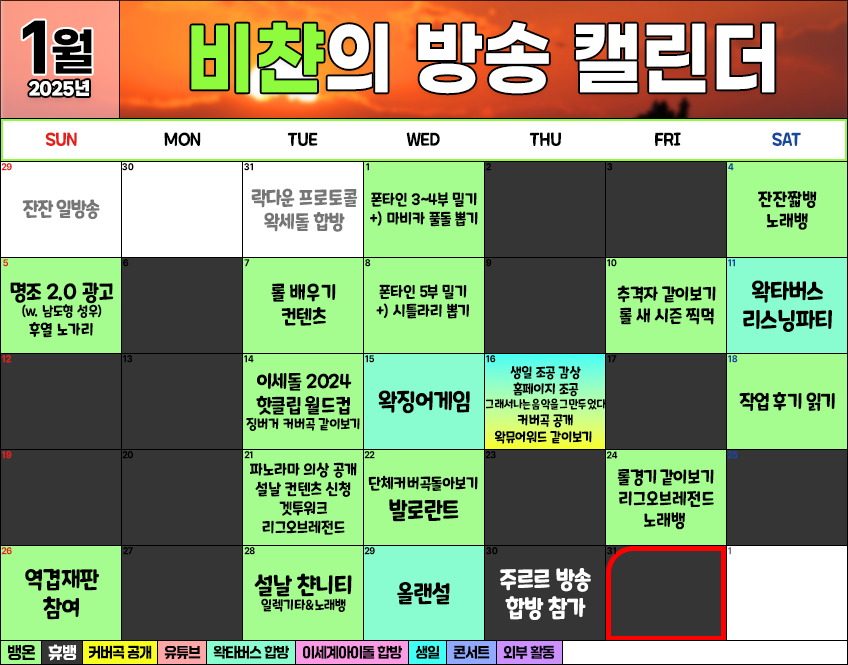 1월
2025년
비챤의 방송 캘린더
SUN
MON
TUE
WED
THU
FRI
SAT
29
잔잔 일방송
30
31
락다운 프로토콜
왁세돌 합방
1
폰타인 3~4부 밀기
+) 마비카 풀돌 뽑기
2
3
4
잔잔짧뱅
노래뱅
5
명조 2.0 광고
(w. 남도형 성우)
후열 노가리
6
7
롤 배우기
컨텐츠
8
폰타인 5부 밀기
+) 시틀라리 뽑기
9
10
추격자 같이보기
롤 새 시즌 찍먹
11
왁타버스
리스닝파티
12
13
14
이세돌 2024
핫클립 월드컵
징버거 커버곡 같이보기
15
왁징어게임
16
생일 조공 감상
홈페이지 조공
그래서나는음악을그만두었다
커버곡 공개
왁뮤어워드 같이보기
17
18
작업 후기 읽기
19
20
21
파노라마 의상 공개
설날 컨텐츠 신청
겟투워크
리그오브레전드
22
단체커버곡돌아보기
발로란트
23
24
롤경기 같이보기
리그오브레전드
노래뱅
25
26
역겹재판
참여
27
28
설날 챤니티
일렉기타&노래뱅
29
올랜설
30
주르르 방송
합방 참가
31
1
뱅온
휴뱅
커버곡 공개
유튜브
왁타버스 합방
이세계아이돌 합방
생일
콘서트
외부 활동